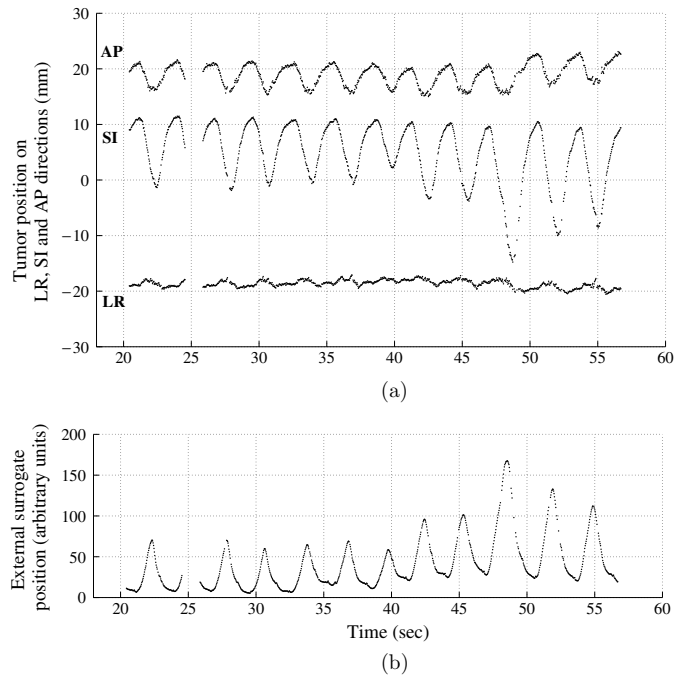 30
20
10
0
−10
−20
−30
20 25 30 35 40 45 50 55 60
Tumor position on
LR, SI and AP directions (mm)
AP
SI
LR
(a)
200
150
100
50
0
20 25 30 35 40 45 50 55 60
External surrogate
position (arbitrary units)
Time (sec)
(b)